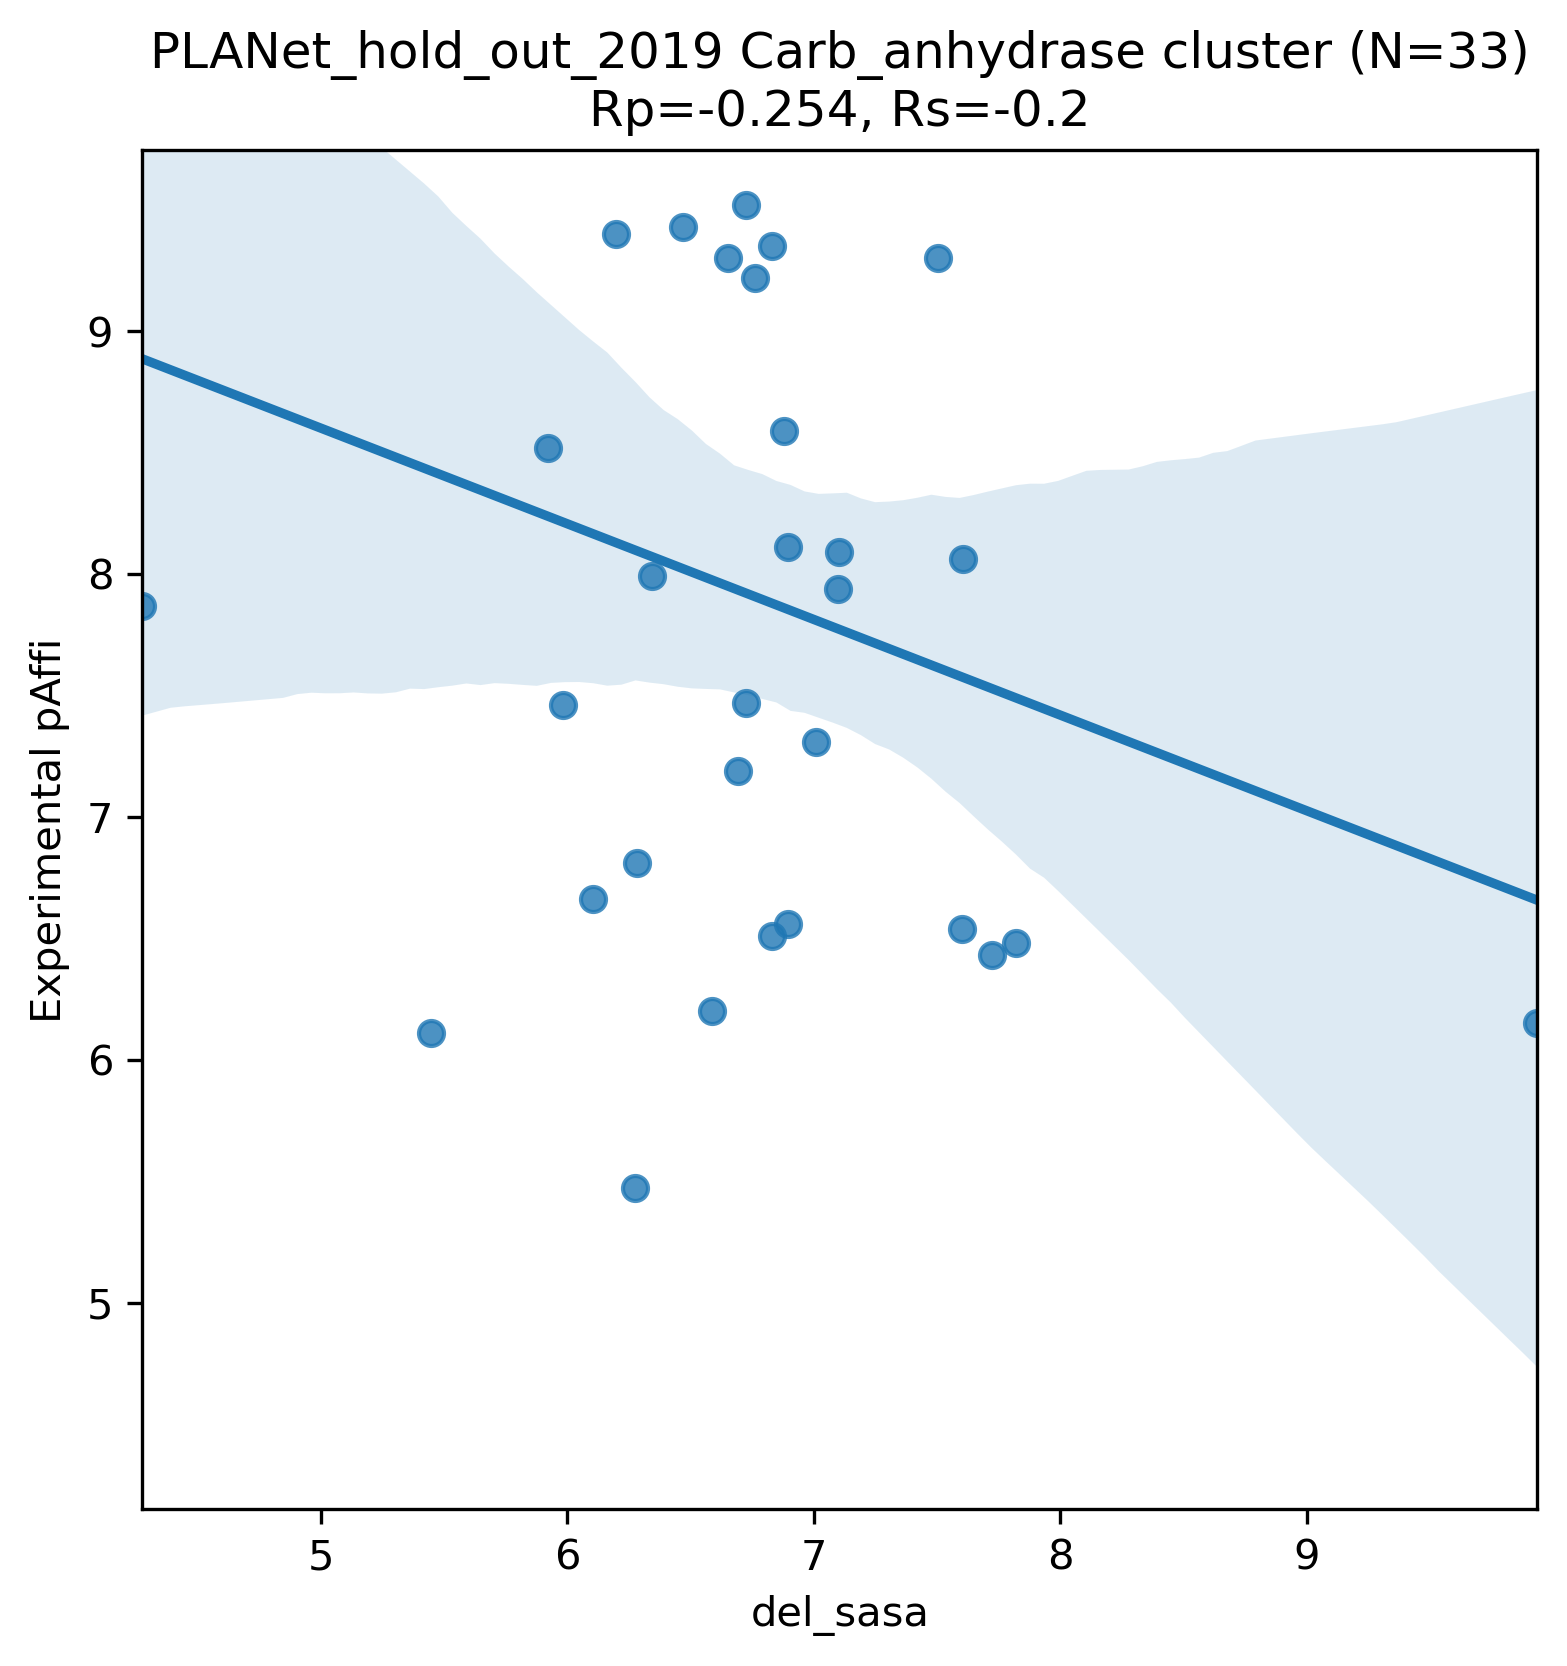 PLANet_hold_out_2019 Carb_anhydrase cluster (N=33)
Rp=-0.254, Rs=-0.2
9
8
7
6
5
Experimental pAffi
5 6 7 8 9
del_sasa